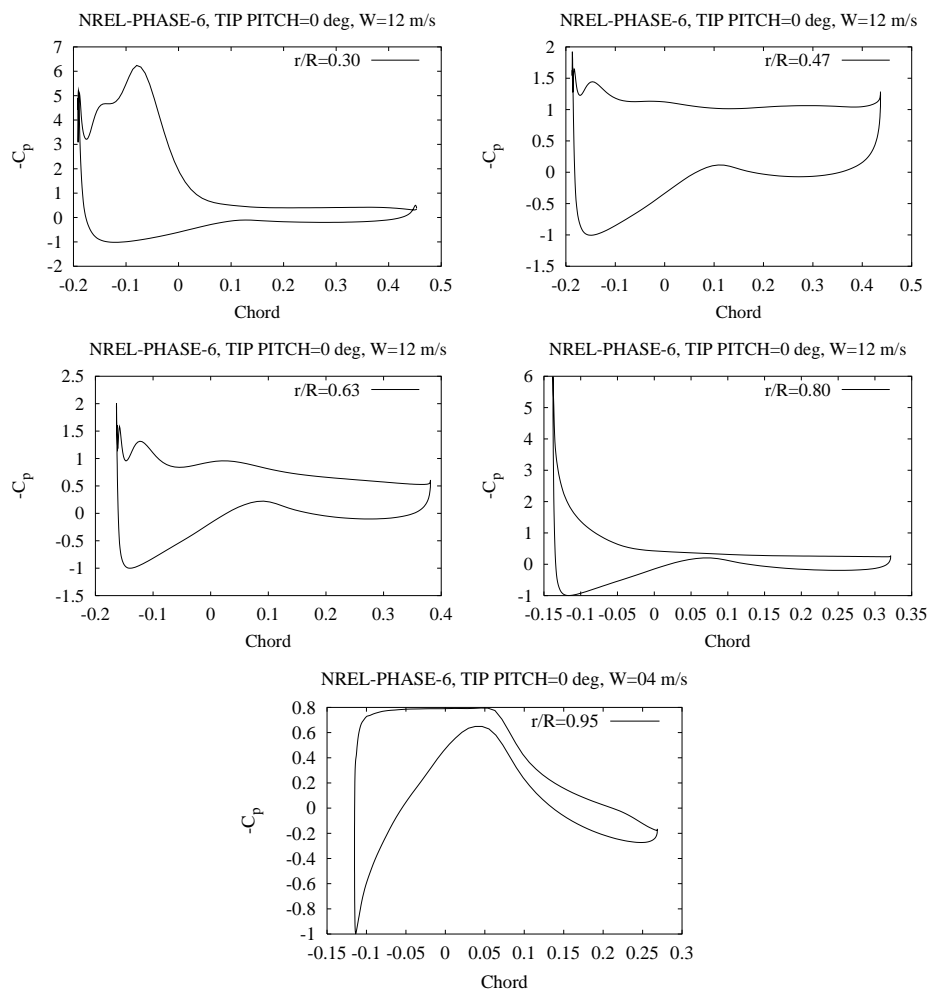 NREL-PHASE-6, TIP PITCH=0 deg, W=12 m/s
r/R=0.30
7
6
5
4
3
2
1
0
-1
-2
-C_p
-0.2 -0.1 0 0.1 0.2 0.3 0.4 0.5
Chord
NREL-PHASE-6, TIP PITCH=0 deg, W=12 m/s
r/R=0.47
2
1.5
1
0.5
0
-0.5
-1
-1.5
-C_p
-0.2 -0.1 0 0.1 0.2 0.3 0.4 0.5
Chord
NREL-PHASE-6, TIP PITCH=0 deg, W=12 m/s
r/R=0.63
2.5
2
1.5
1
0.5
0
-0.5
-1
-1.5
-C_p
-0.2 -0.1 0 0.1 0.2 0.3 0.4
Chord
NREL-PHASE-6, TIP PITCH=0 deg, W=12 m/s
r/R=0.80
6
5
4
3
2
1
0
-1
-C_p
-0.15 -0.1 -0.05 0 0.05 0.1 0.15 0.2 0.25 0.3 0.35
Chord
NREL-PHASE-6, TIP PITCH=0 deg, W=04 m/s
r/R=0.95
0.8
0.6
0.4
0.2
0
-0.2
-0.4
-0.6
-0.8
-1
-C_p
-0.15 -0.1 -0.05 0 0.05 0.1 0.15 0.2 0.25 0.3
Chord